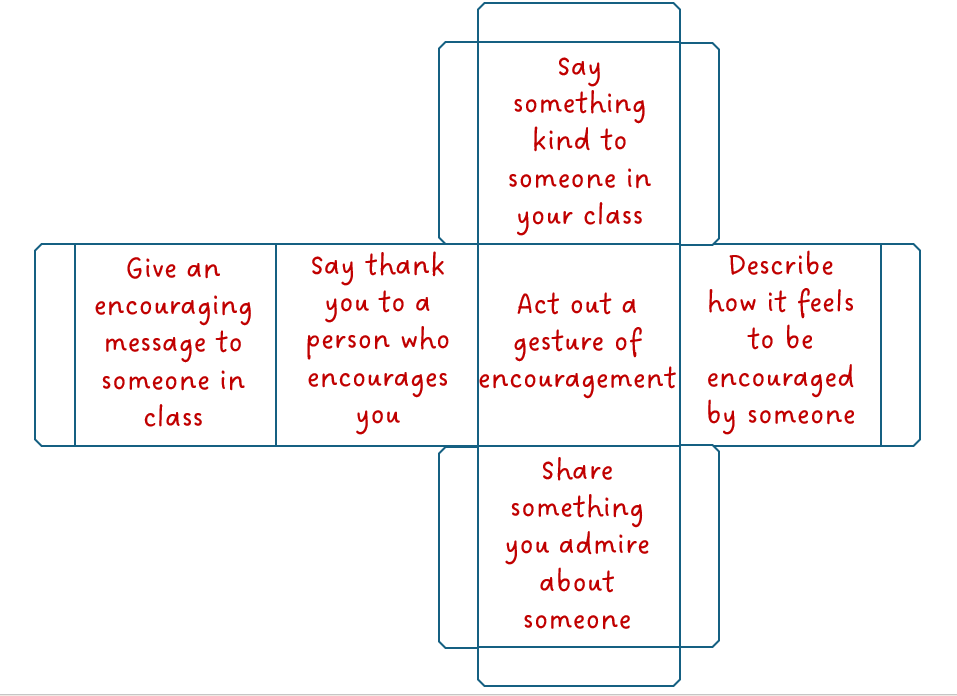 Say
something
kind to
someone in
your class
Give an
encouraging
message to
someone in
class
Say thank
you to a
person who
encourages
you
Act out a
gesture of
encouragement
Describe
how it feels
to be
encouraged
by someone
Share
something
you admire
about
someone